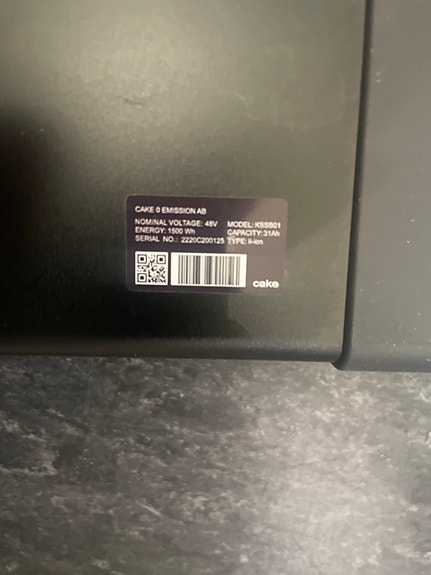 CAKE 0 EMISSION AB
NOMINAL VOLTAGE: 48V MODEL: KSSB01
ENERGY: 1500 Wh CAPACITY: 31Ah
SERIAL NO.: 2220C200125 TYPE: li-ion
cake